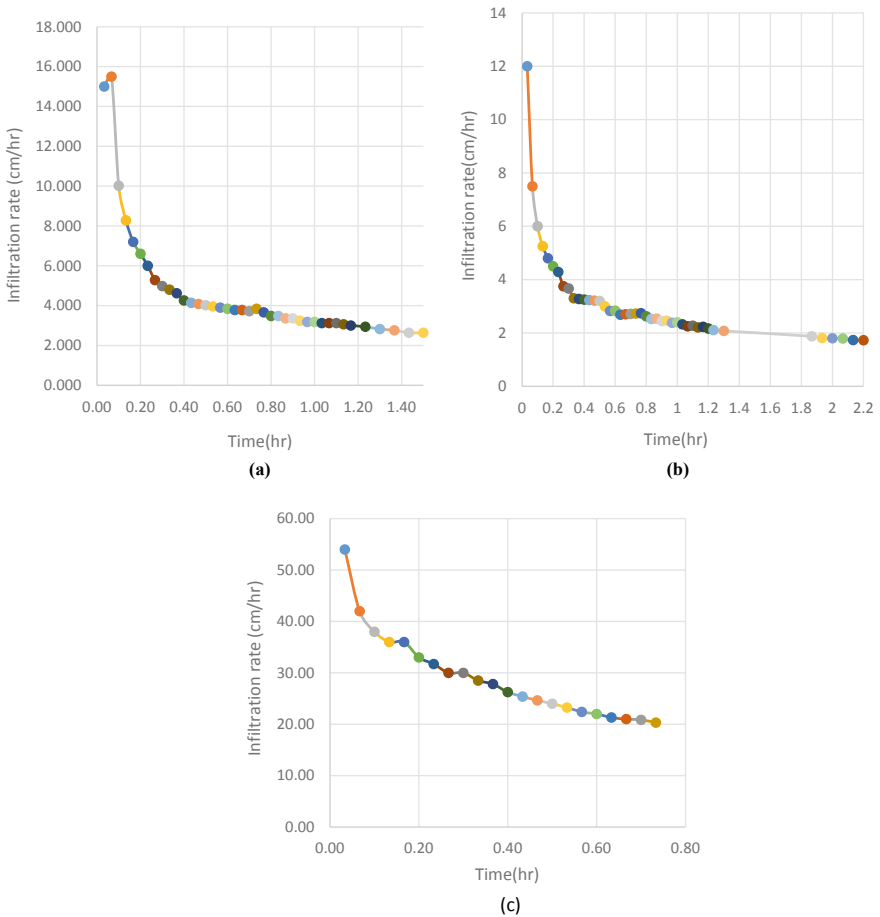 18.000
16.000
14.000
12.000
10.000
8.000
6.000
4.000
2.000
0.000
0.00 0.20 0.40 0.60 0.80 1.00 1.20 1.40
Infiltration rate (cm/hr)
Time(hr)
(a)
14
12
10
8
6
4
2
0
0 0.2 0.4 0.6 0.8 1 1.2 1.4 1.6 1.8 2 2.2
Infiltration rate(cm/hr)
Time(hr)
(b)
60.00
50.00
40.00
30.00
20.00
10.00
0.00
0.00 0.20 0.40 0.60 0.80
Infiltration rate (cm/hr)
Time(hr)
(c)